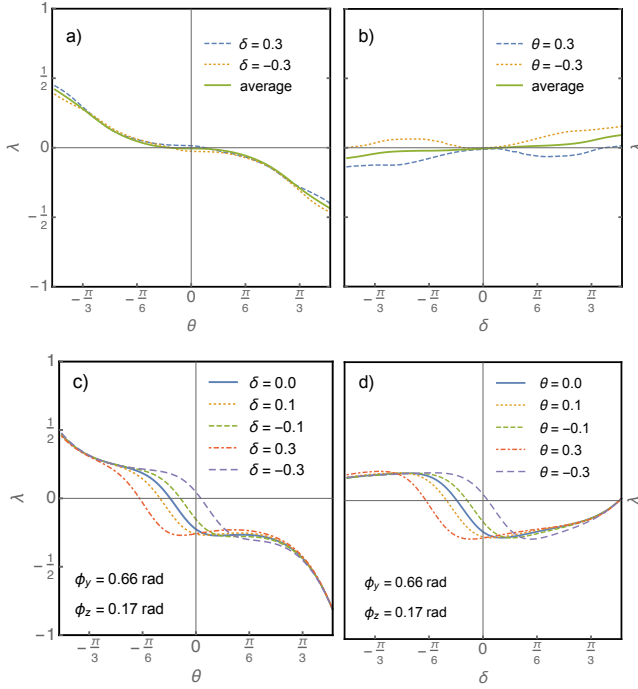 a)
δ = 0.3
δ = −0.3
average
1
1/2
0
−1/2
−1
λ
−π/3
−π/6
0
π/6
π/3
θ
b)
θ = 0.3
θ = −0.3
average
λ
−π/3
−π/6
0
π/6
π/3
δ
c)
δ = 0.0
δ = 0.1
δ = −0.1
δ = 0.3
δ = −0.3
1
1/2
0
−1/2
−1
λ
ϕy = 0.66 rad
ϕz = 0.17 rad
−π/3
−π/6
0
π/6
π/3
θ
d)
θ = 0.0
θ = 0.1
θ = −0.1
θ = 0.3
θ = −0.3
λ
ϕy = 0.66 rad
ϕz = 0.17 rad
−π/3
−π/6
0
π/6
π/3
δ